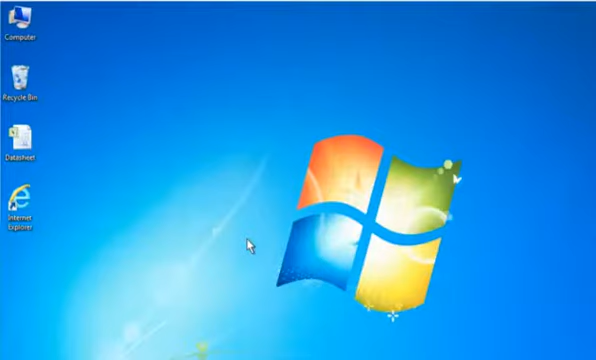 Computer
Recycle Bin
Datasheet
Internet
Explorer